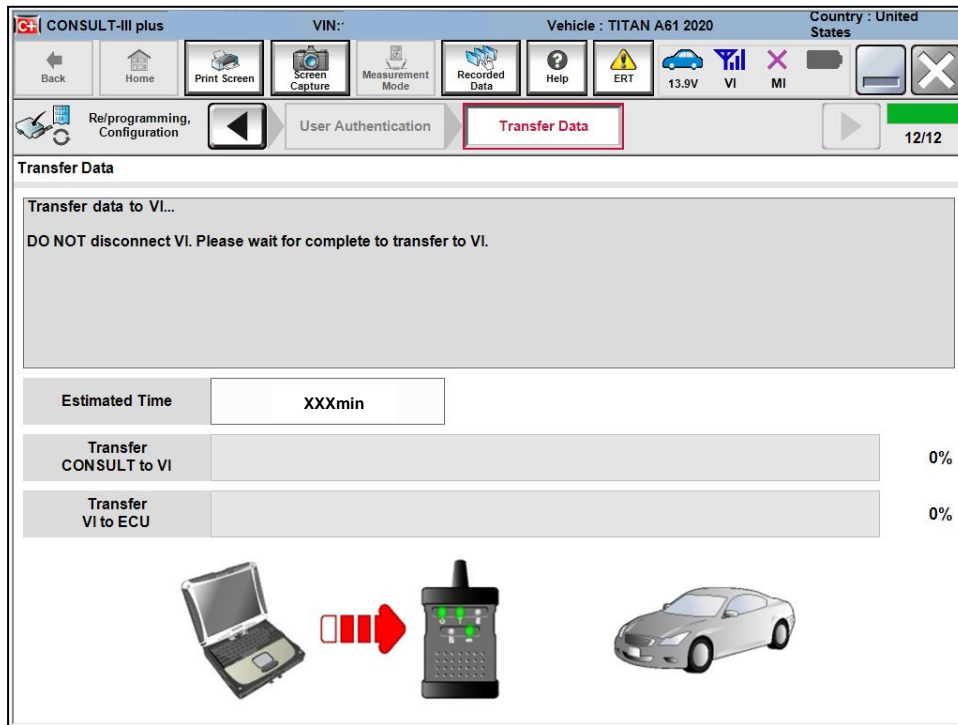 C+ CONSULT-III plus
VIN:
Vehicle : TITAN A61 2020
Country : United
States
Back
Home
Print Screen
Screen
Capture
Measurement
Mode
Recorded
Data
Help
ERT
13.9V
VI
MI
Re/programming,
Configuration
User Authentication
Transfer Data
12/12
Transfer Data
Transfer data to VI...
DO NOT disconnect VI. Please wait for complete to transfer to VI.
Estimated Time
XXXmin
Transfer
CONSULT to VI
0%
Transfer
VI to ECU
0%